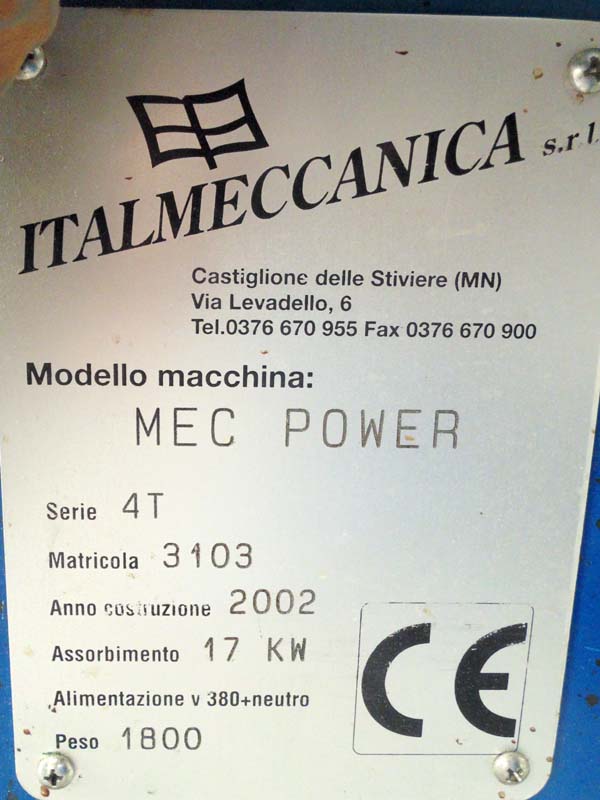 ITALMECCANICA s.r.l.
Castiglione delle Stiviere (MN)
Via Levadello, 6
Tel.0376 670 955 Fax 0376 670 900
Modello macchina:
MEC POWER
Serie 4T
Matricola 3103
Anno costruzione 2002
Assorbimento 17 KW
Alimentazione v 380+neutro
Peso 1800
CE